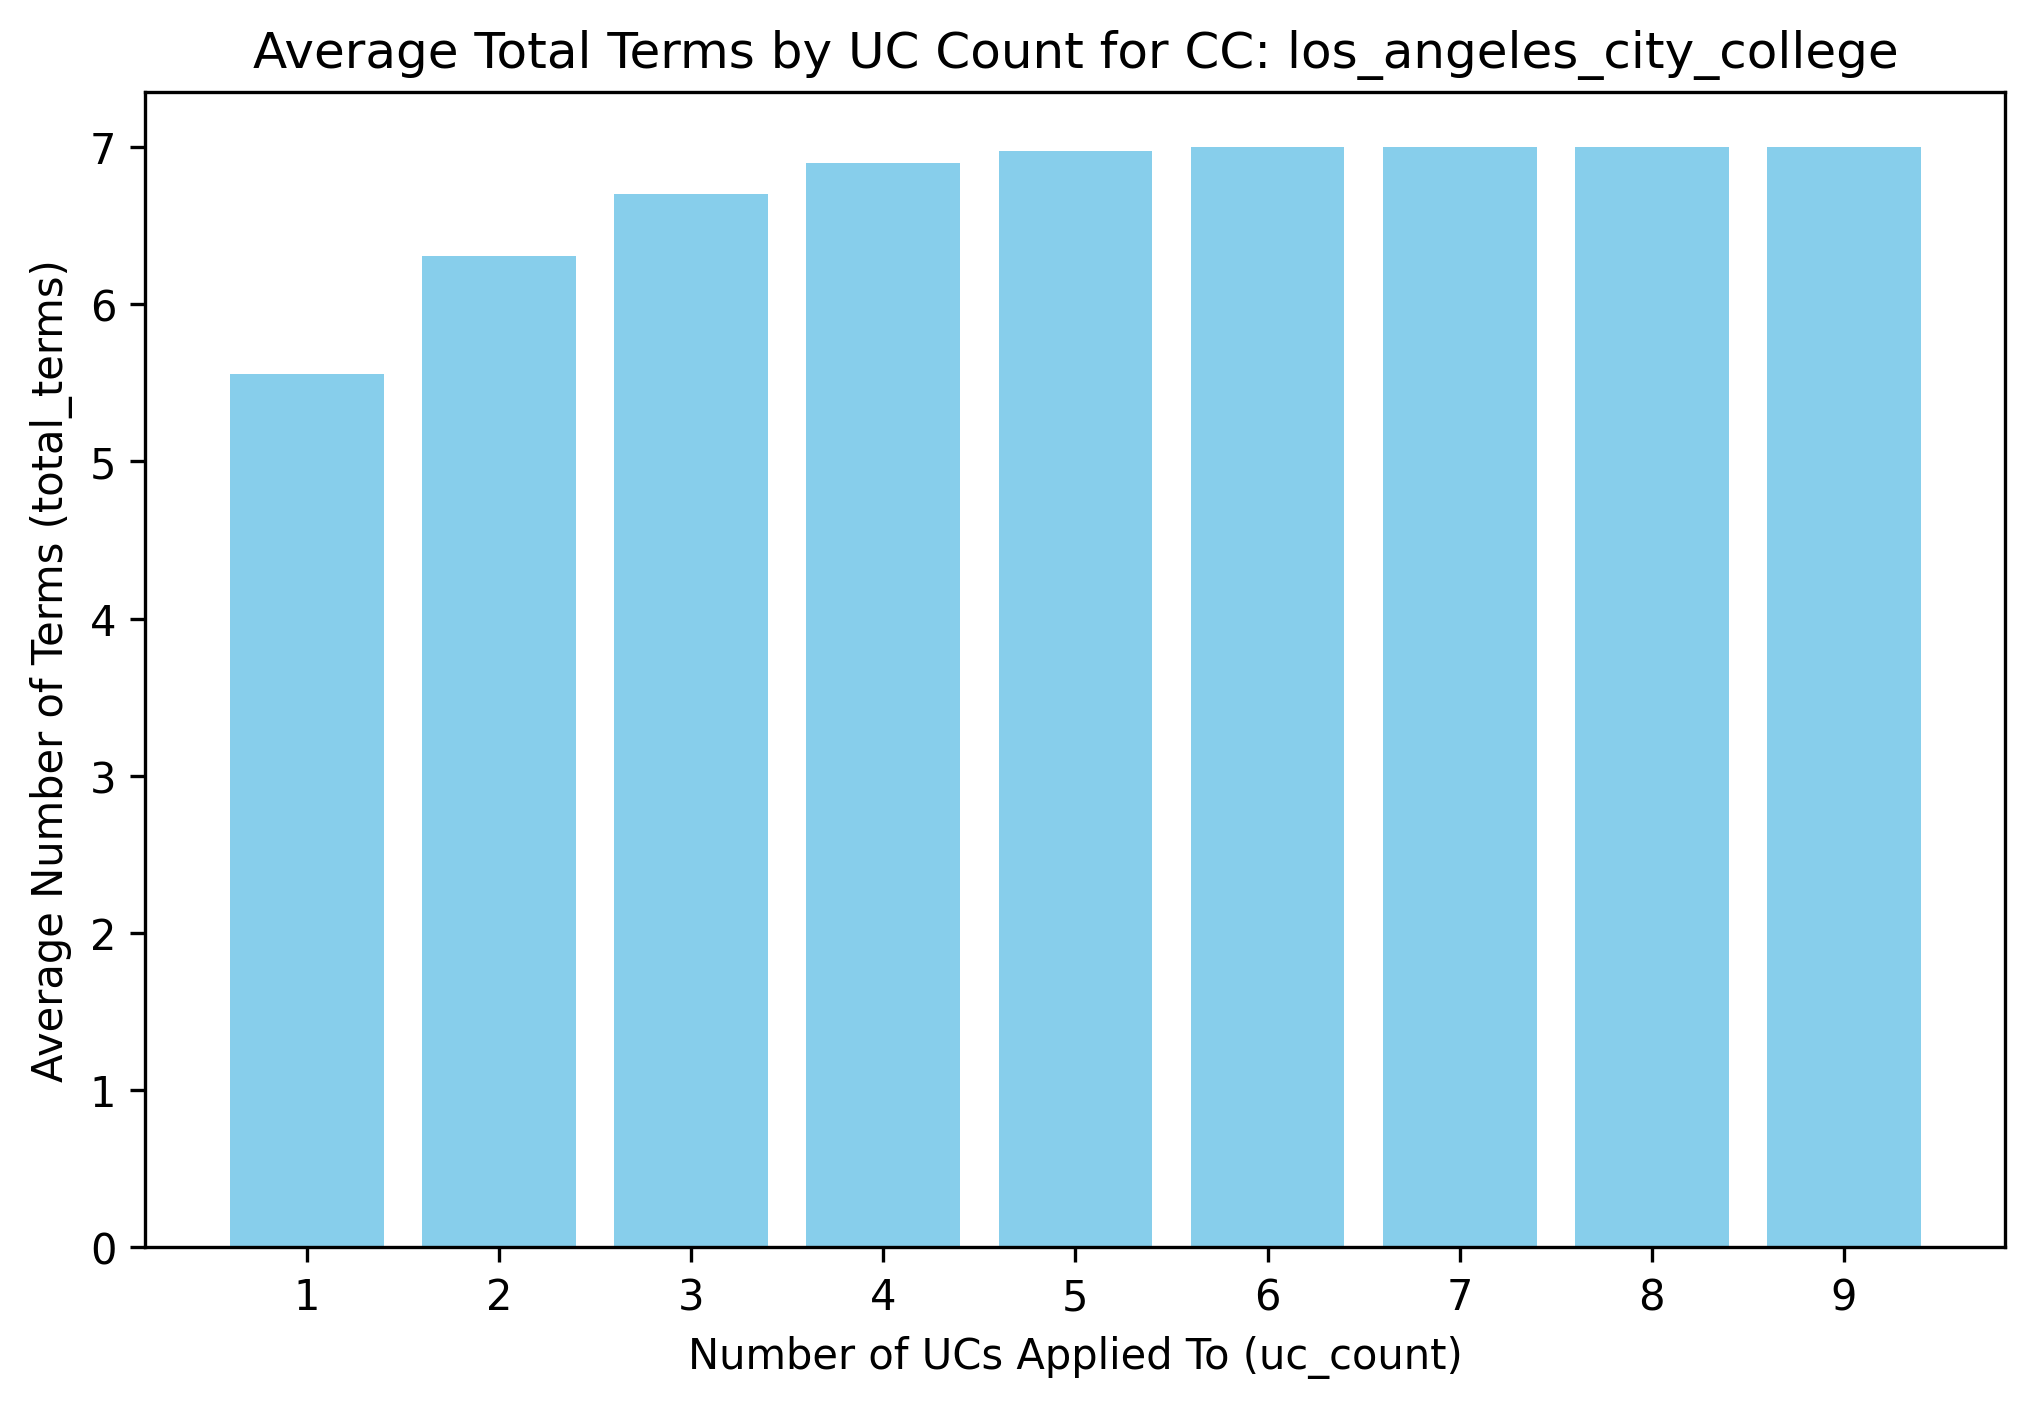 Average Total Terms by UC Count for CC: los_angeles_city_college
Average Number of Terms (total_terms)
7
6
5
4
3
2
1
0
1 2 3 4 5 6 7 8 9
Number of UCs Applied To (uc_count)